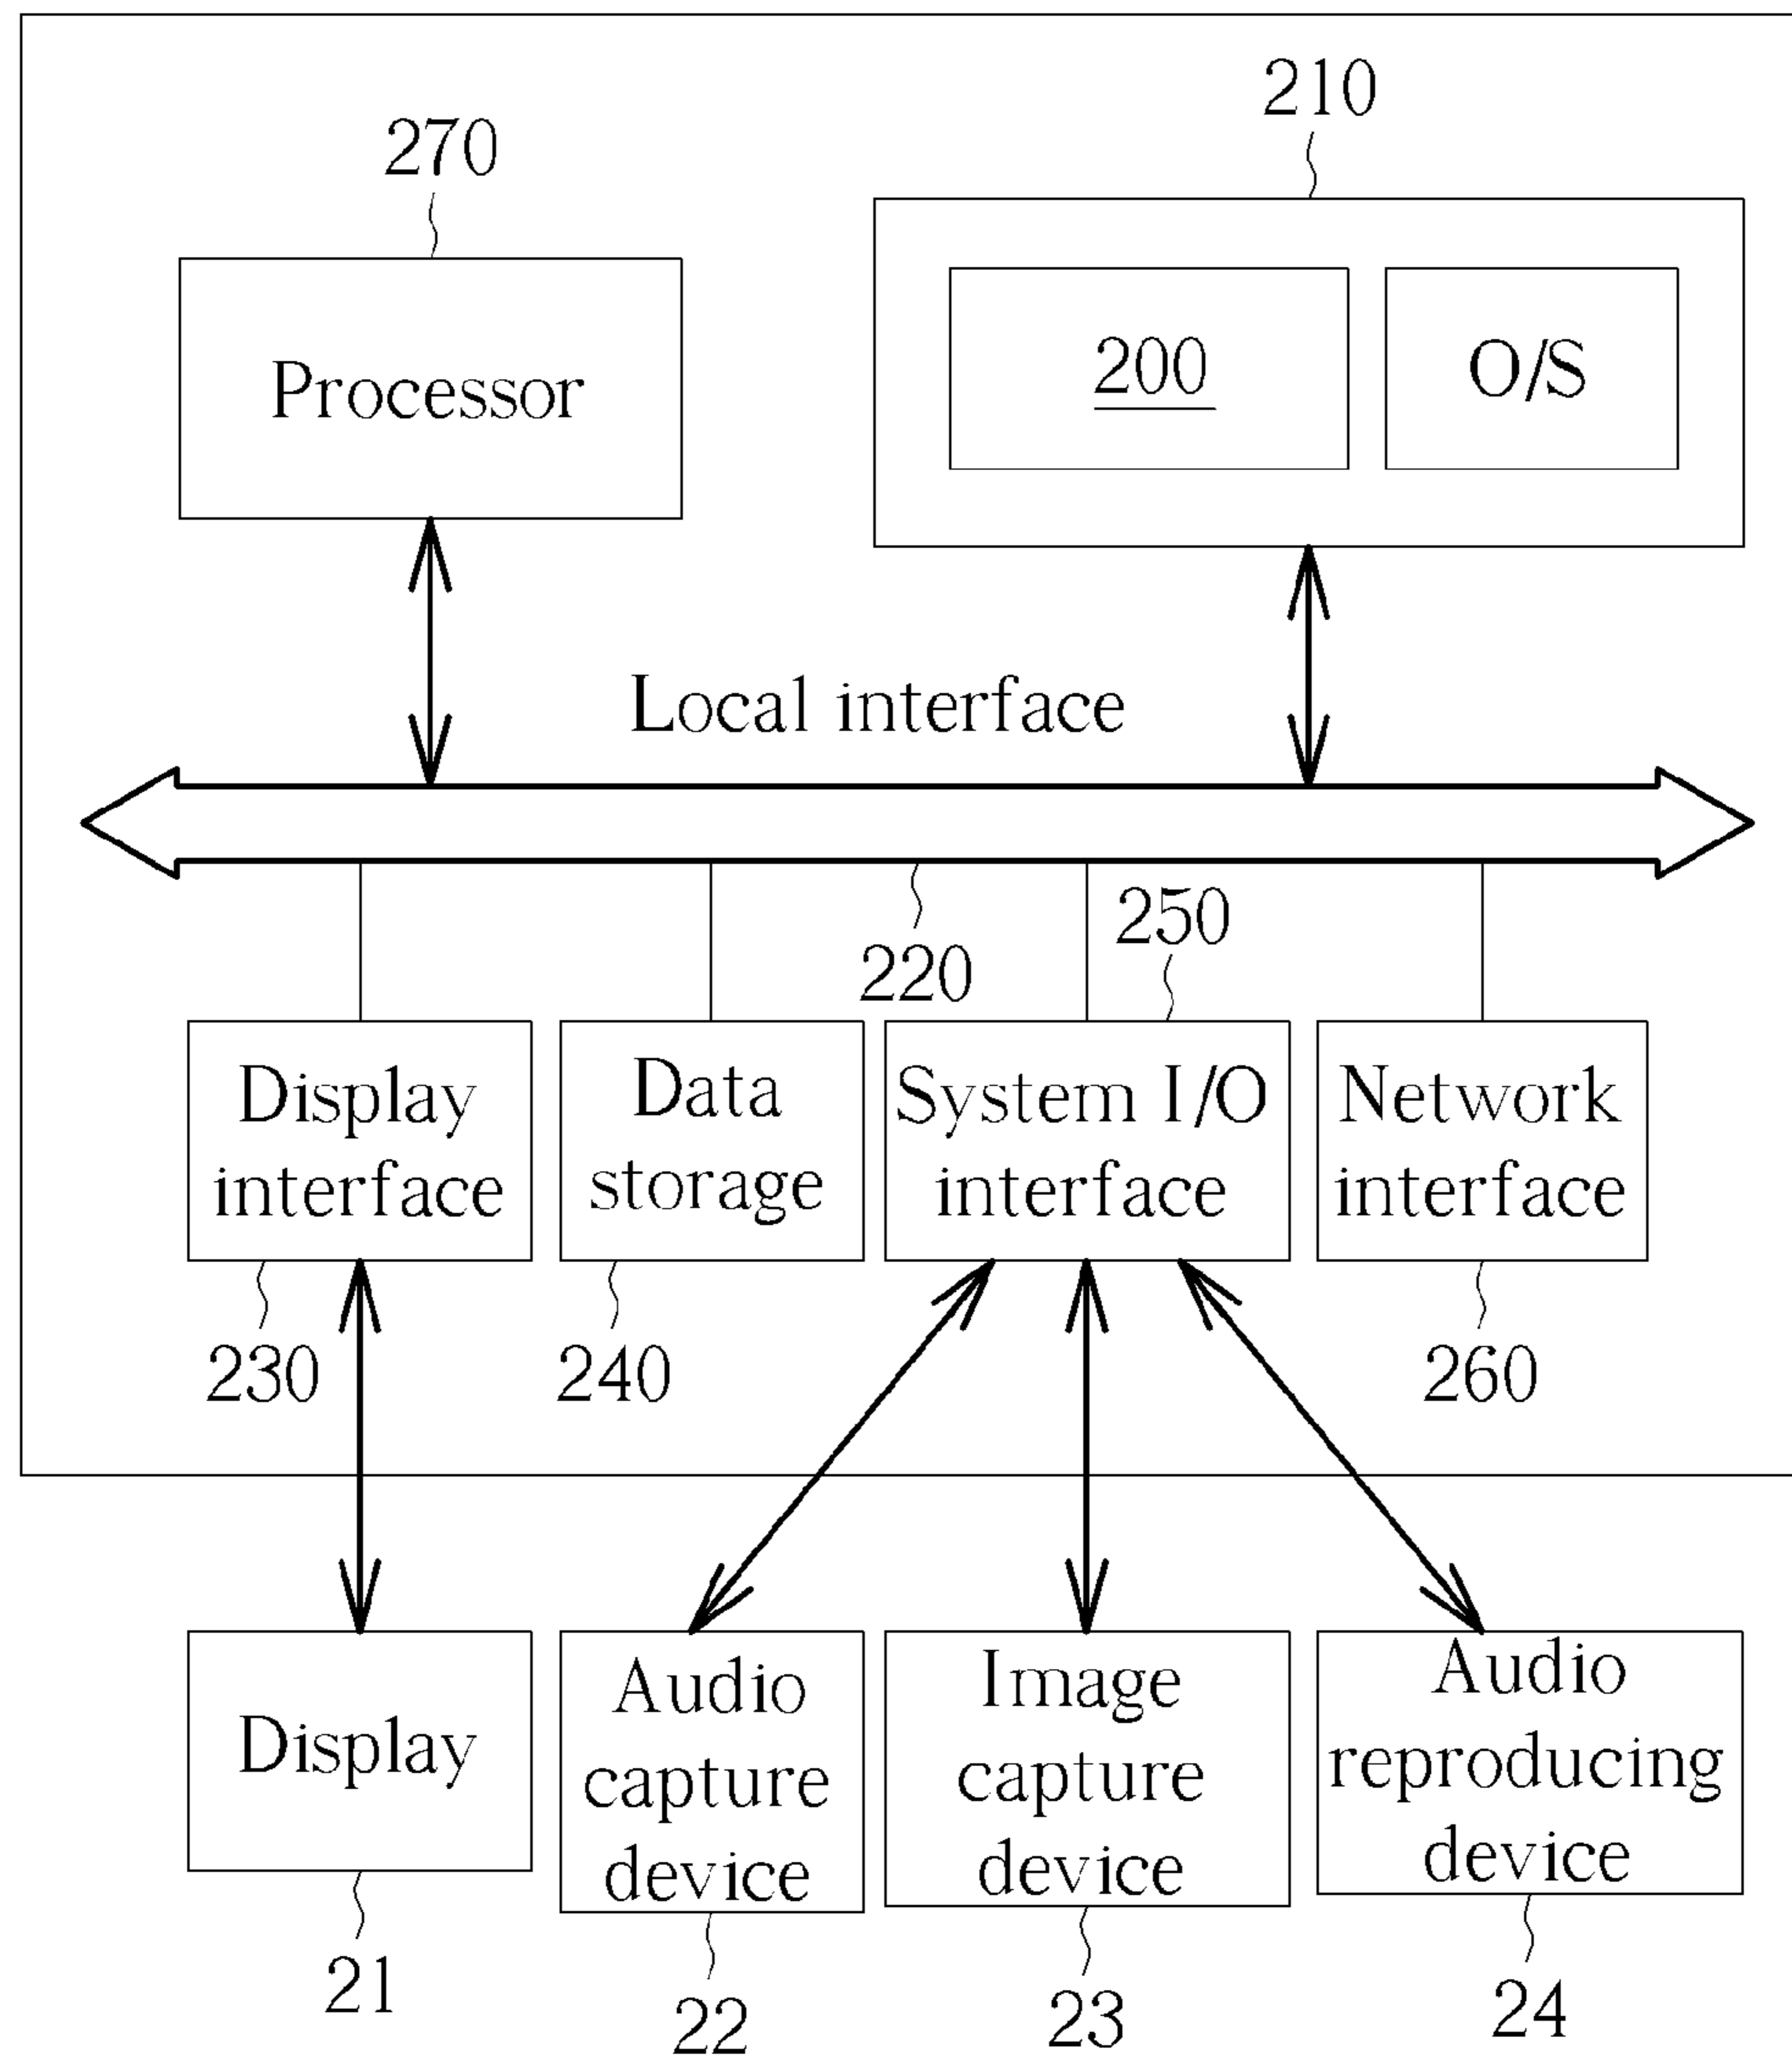 210
270
Processor
200
O/S
Local interface
250
220
Display
interface
Data
storage
System I/O
interface
Network
interface
230
240
260
Display
Audio
capture
device
Image
capture
device
Audio
reproducing
device
21
22
23
24